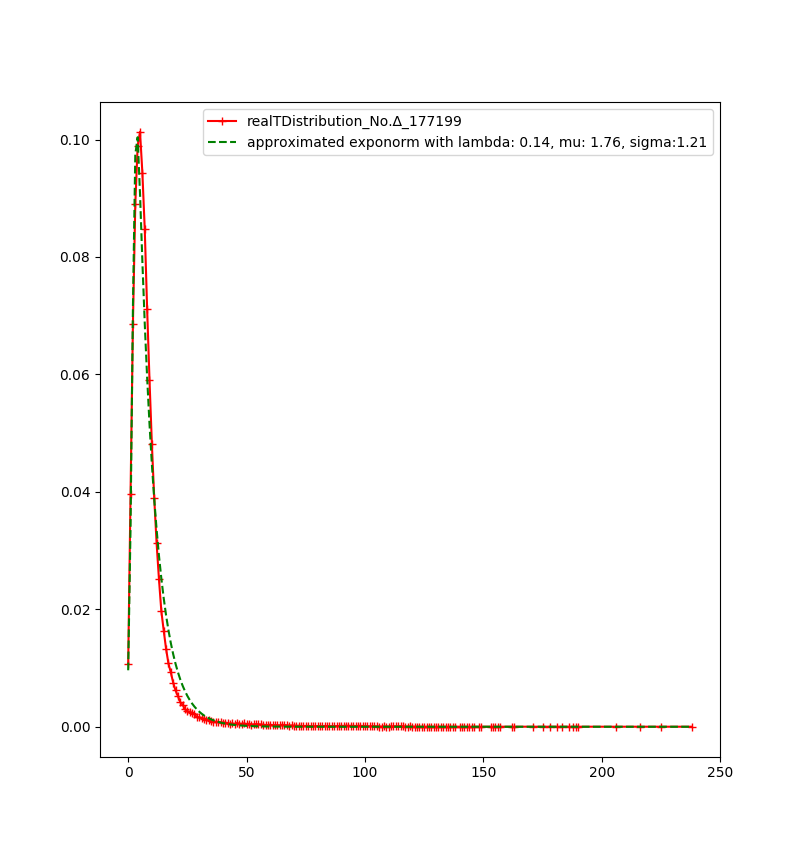 realTDistribution_No.Δ_177199
approximated exponorm with lambda: 0.14, mu: 1.76, sigma:1.21
0.10
0.08
0.06
0.04
0.02
0.00
0 50 100 150 200 250